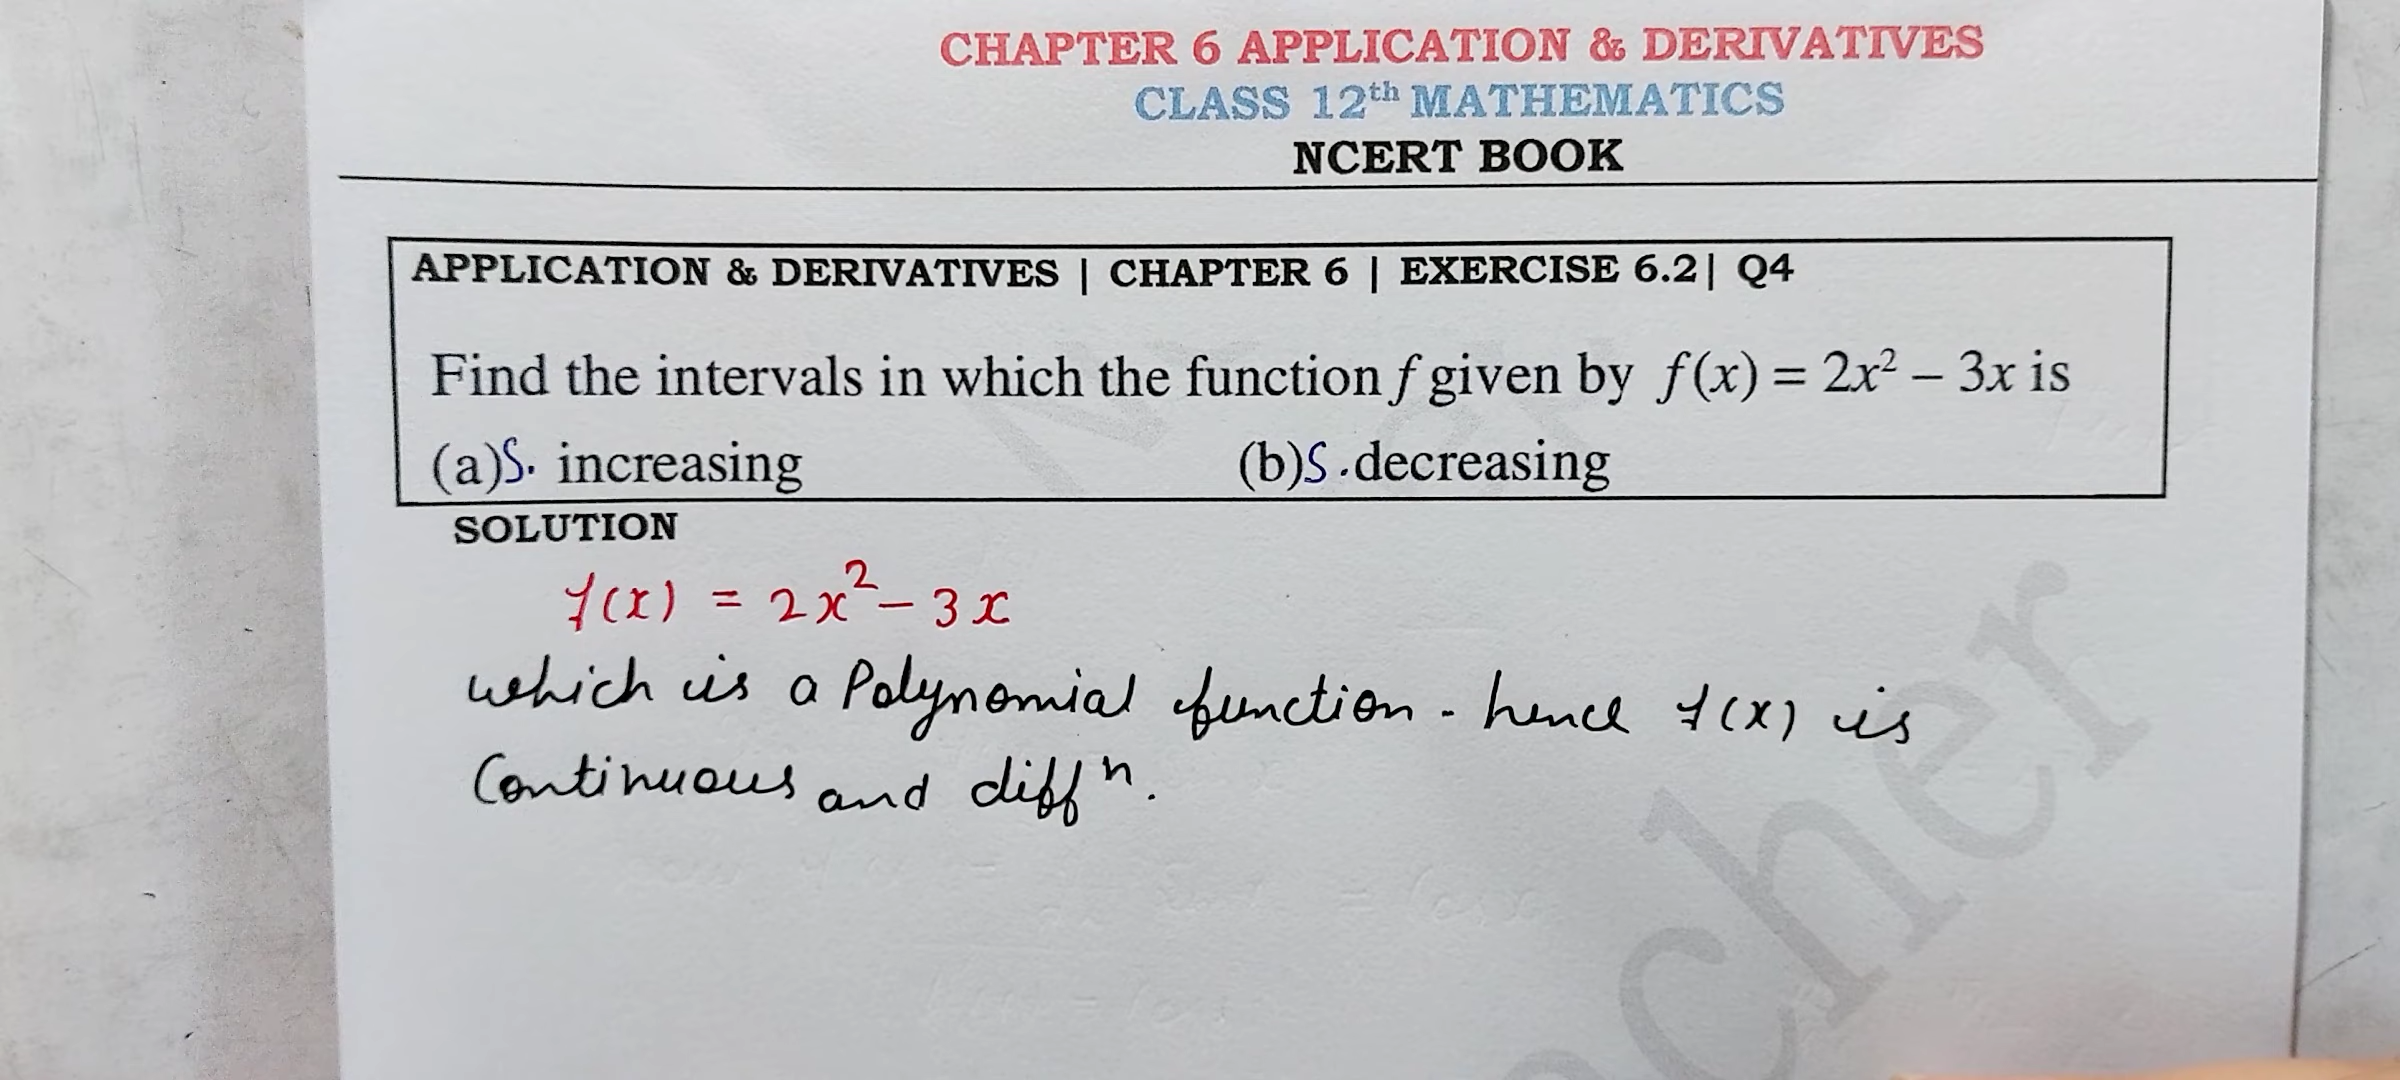 CHAPTER 6 APPLICATION & DERIVATIVES
CLASS 12th MATHEMATICS
NCERT BOOK
APPLICATION & DERIVATIVES | CHAPTER 6 | EXERCISE 6.2| Q4
Find the intervals in which the function f given by f(x) = 2x² – 3x is
(a)S. increasing (b)S.decreasing
SOLUTION
f(x) = 2x² – 3x
which is a Polynomial function - hence f(x) is
Continuous and diffⁿ.
cher